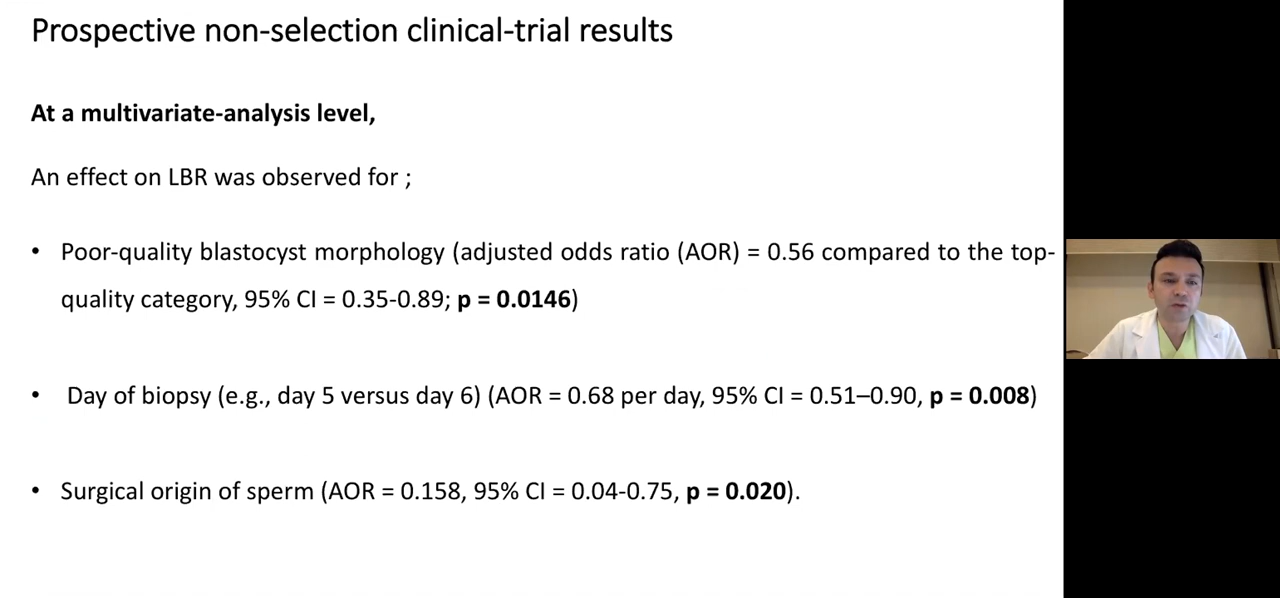 Prospective non-selection clinical-trial results
At a multivariate-analysis level,
An effect on LBR was observed for ;
• Poor-quality blastocyst morphology (adjusted odds ratio (AOR) = 0.56 compared to the top-
quality category, 95% CI = 0.35-0.89; p = 0.0146)
• Day of biopsy (e.g., day 5 versus day 6) (AOR = 0.68 per day, 95% CI = 0.51–0.90, p = 0.008)
• Surgical origin of sperm (AOR = 0.158, 95% CI = 0.04-0.75, p = 0.020).